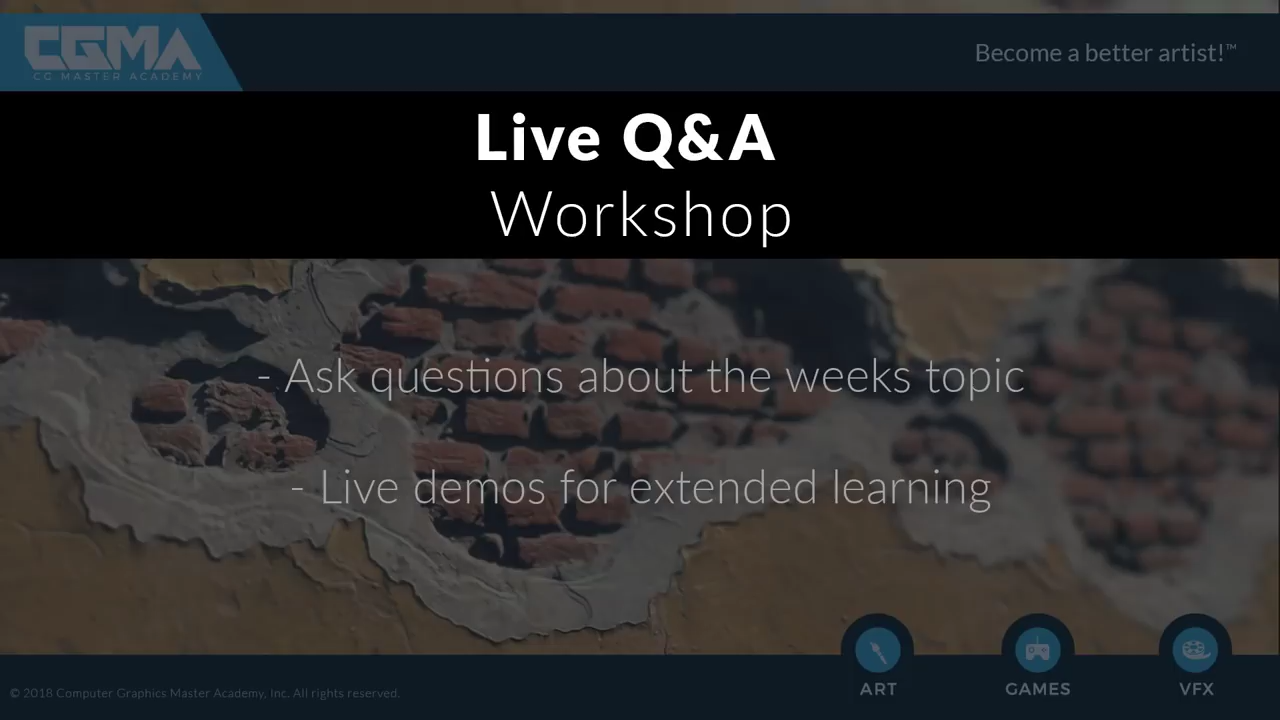 CGMA
CG MASTER ACADEMY
Become a better artist!™
Live Q&A
Workshop
- Ask questions about the weeks topic
- Live demos for extended learning
ART
GAMES
VFX
© 2018 Computer Graphics Master Academy, Inc. All rights reserved.